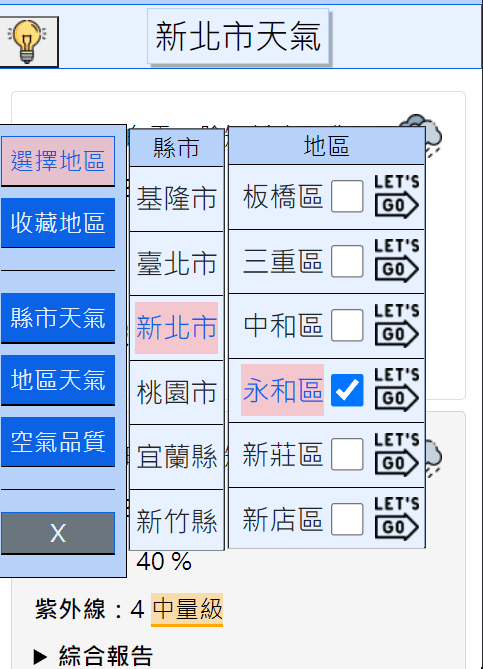 新北市天氣
選擇地區
收藏地區
縣市天氣
地區天氣
空氣品質
X
縣市
基隆市
臺北市
新北市
桃園市
宜蘭縣
新竹縣
地區
板橋區 LET'S GO
三重區 LET'S GO
中和區 LET'S GO
永和區 LET'S GO
新莊區 LET'S GO
新店區 LET'S GO
40 %
紫外線：4 中量級
▶ 綜合報告